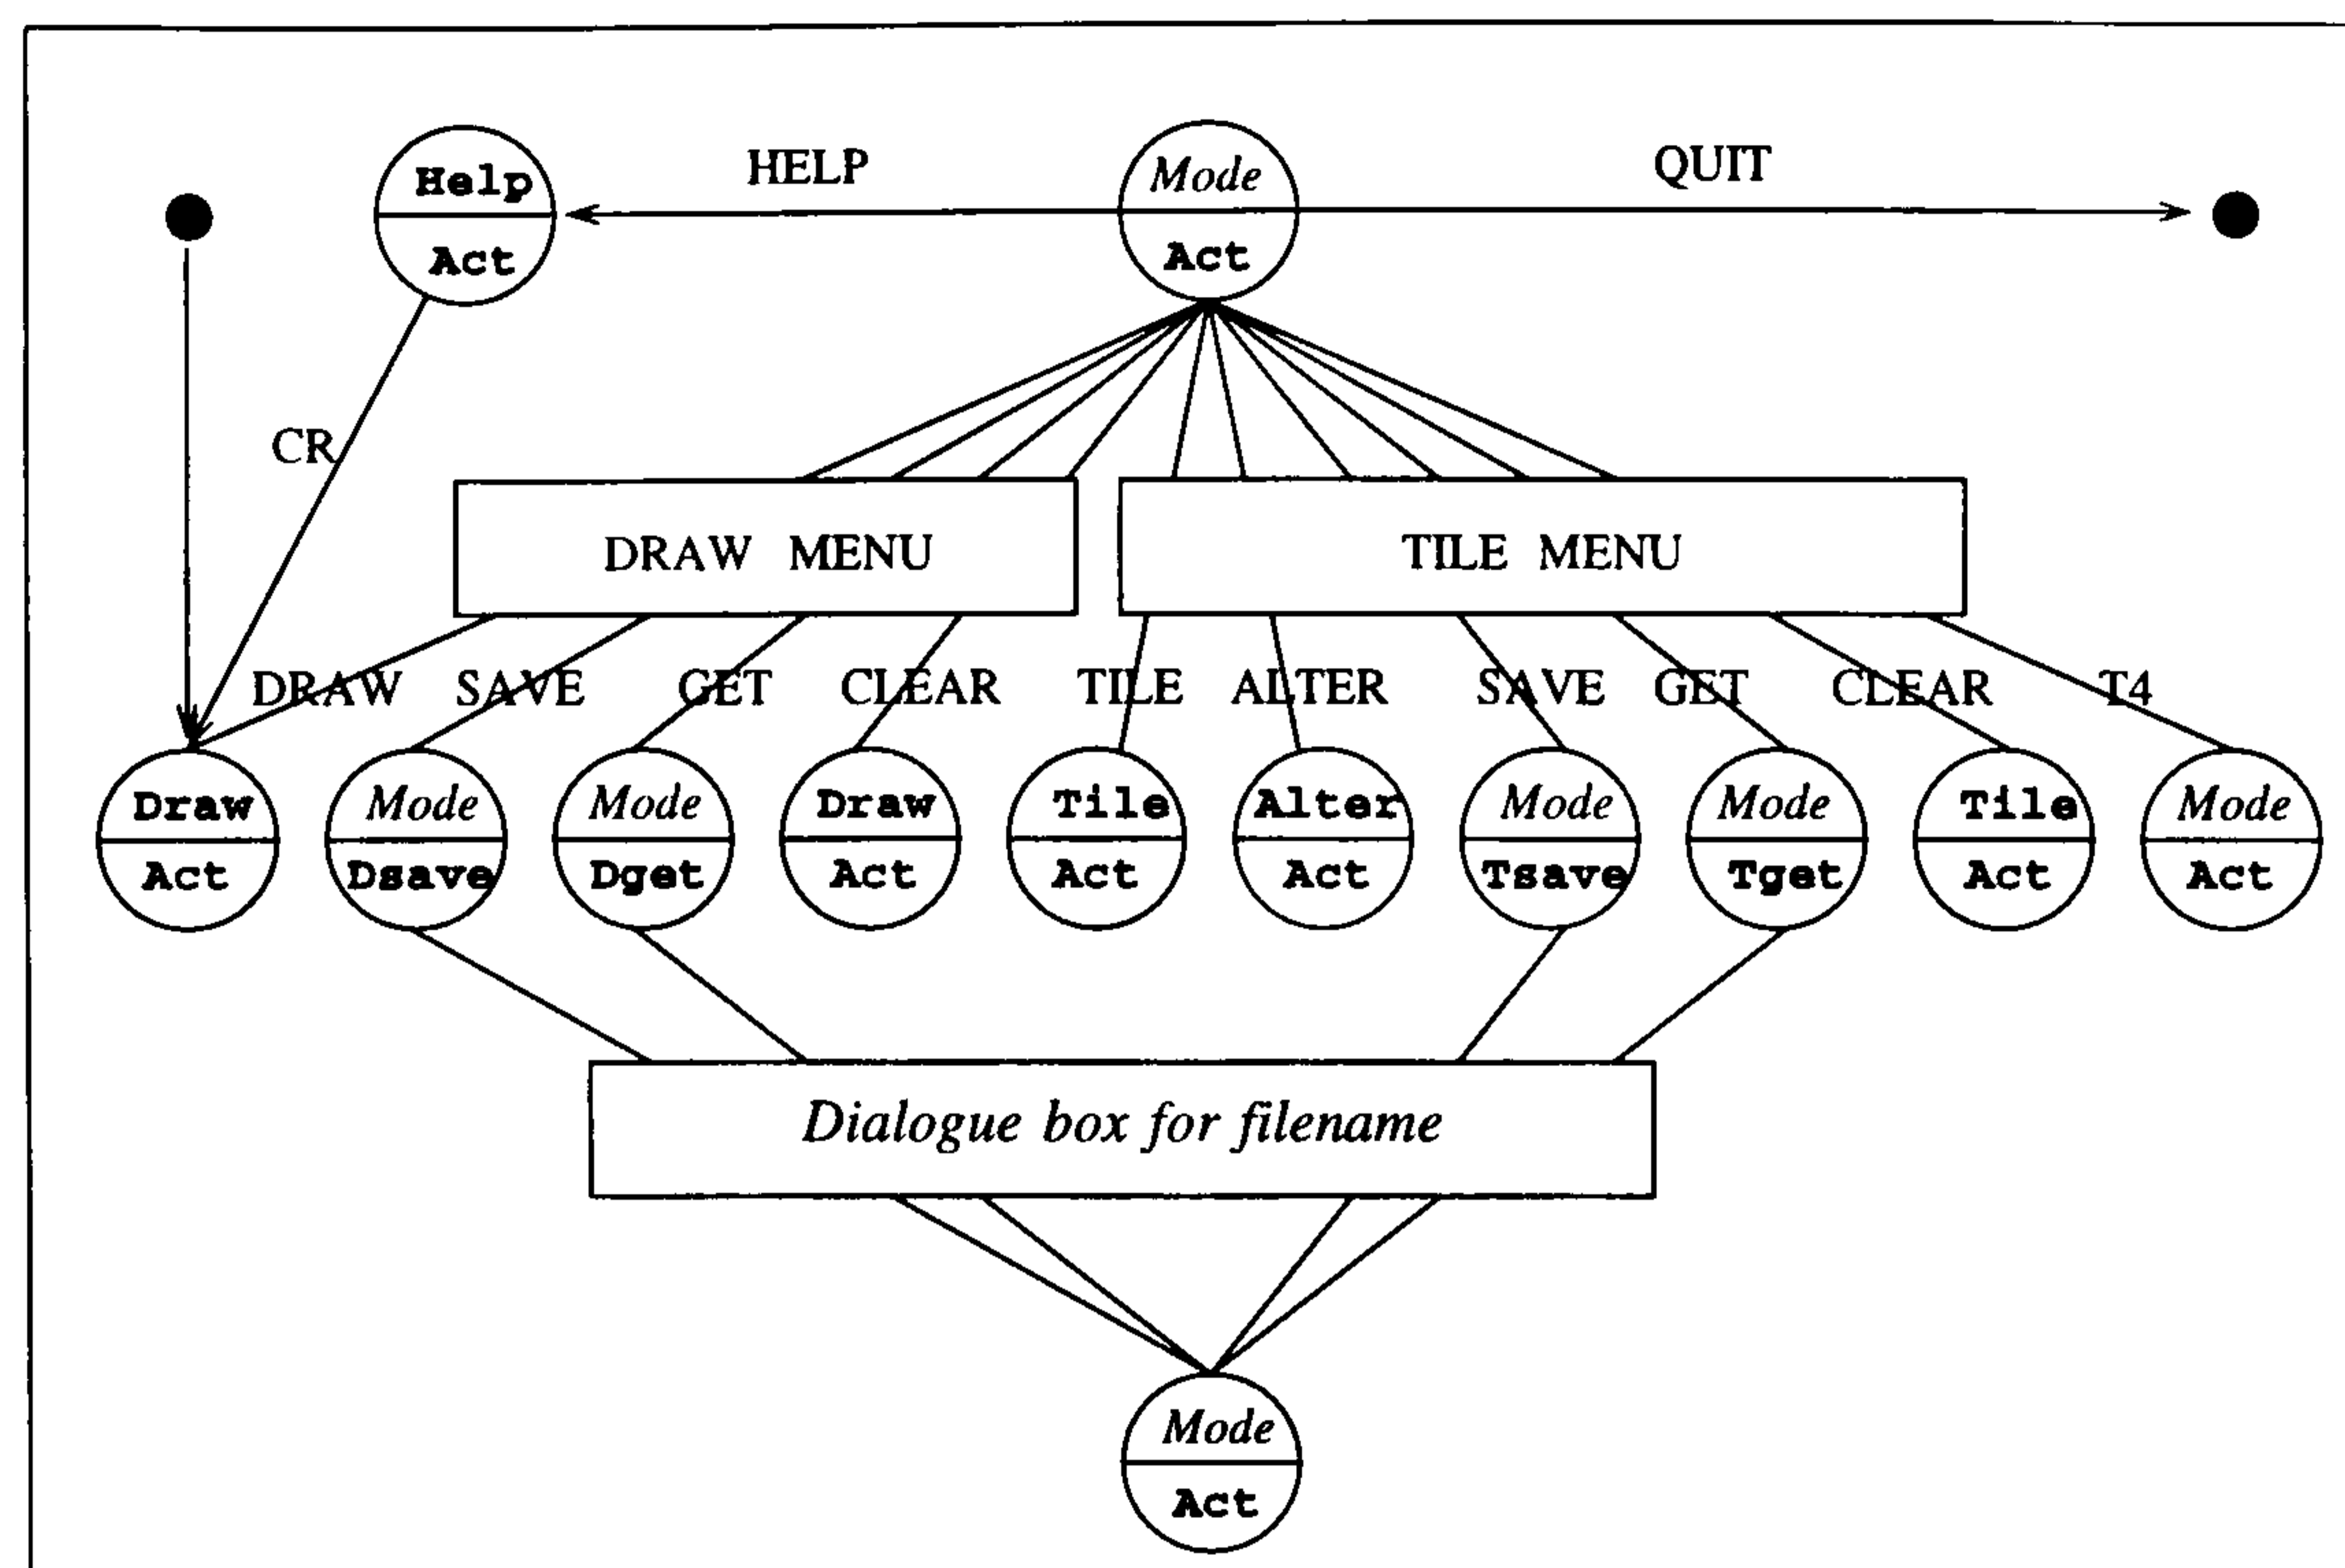 HELP
QUIT
Help
Act
Mode
Act
CR
DRAW MENU
TILE MENU
DRAW
SAVE
GET
CLEAR
TILE
ALTER
SAVE
GET
CLEAR
T4
Draw
Act
Mode
Dsave
Mode
Dget
Draw
Act
Tile
Act
Alter
Act
Mode
Tsave
Mode
Tget
Tile
Act
Mode
Act
Dialogue box for filename
Mode
Act